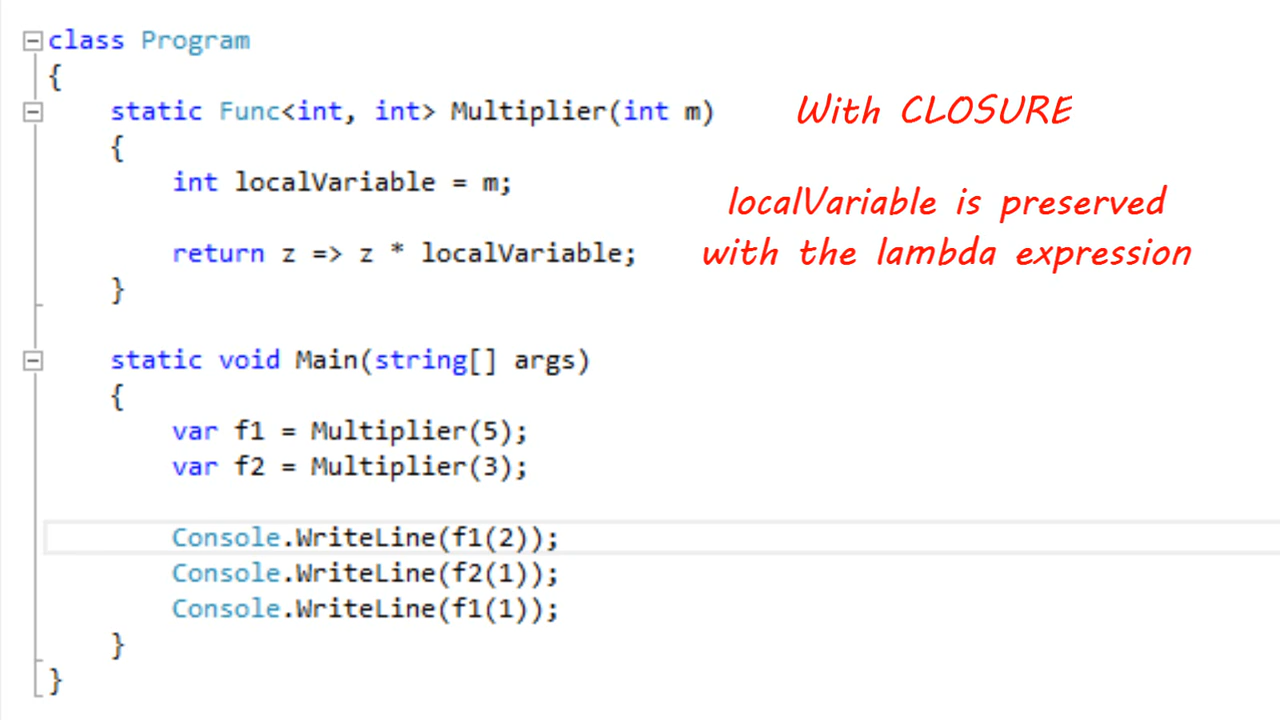 class Program
{
static Func<int, int> Multiplier(int m)
With CLOSURE
{
int localVariable = m;
localVariable is preserved
with the lambda expression
return z => z * localVariable;
}
static void Main(string[] args)
{
var f1 = Multiplier(5);
var f2 = Multiplier(3);
Console.WriteLine(f1(2));
Console.WriteLine(f2(1));
Console.WriteLine(f1(1));
}
}